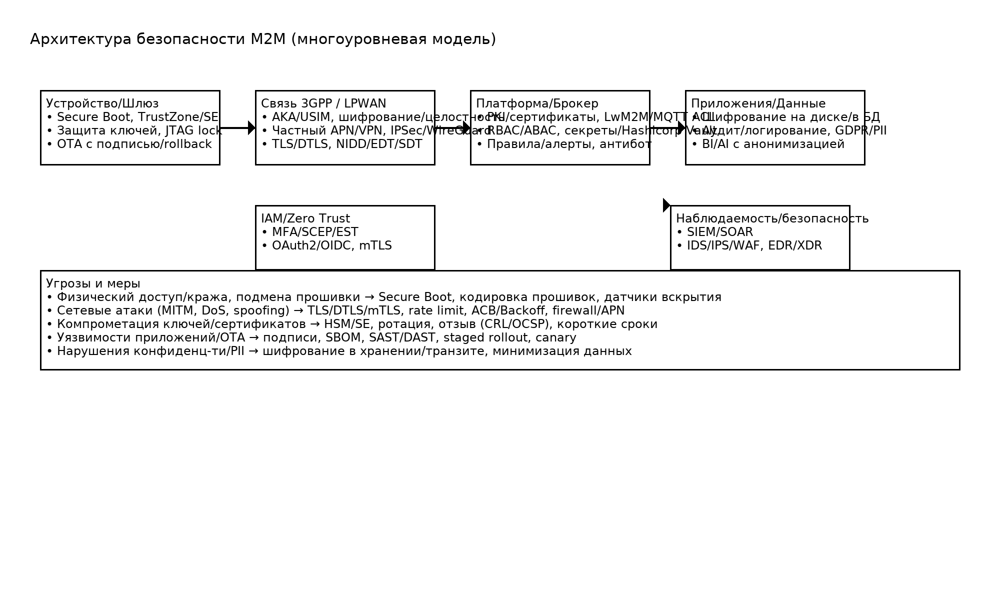 Архитектура безопасности M2M (многоуровневая модель)
Устройство/Шлюз
• Secure Boot, TrustZone/SE
• Защита ключей, JTAG lock
• OTA с подписью/rollback
Связь 3GPP / LPWAN
• AKA/USIM, шифрование/целостность
• Частный APN/VPN, IPSec/WireGuard
• TLS/DTLS, NIDD/EDT/SDT
Платформа/Брокер
• PKI/сертификаты, LwM2M/MQTT ACL
• RBAC/ABAC, секреты/Hashicorp Vault
• Правила/алерты, антибот
Приложения/Данные
• Шифрование на диске/в БД
• Аудит/логирование, GDPR/PII
• BI/AI с анонимизацией
IAM/Zero Trust
• MFA/SCEP/EST
• OAuth2/OIDC, mTLS
Наблюдаемость/безопасность
• SIEM/SOAR
• IDS/IPS/WAF, EDR/XDR
Угрозы и меры
• Физический доступ/кража, подмена прошивки → Secure Boot, кодировка прошивок, датчики вскрытия
• Сетевые атаки (MITM, DoS, spoofing) → TLS/DTLS/mTLS, rate limit, ACB/Backoff, firewall/APN
• Компрометация ключей/сертификатов → HSM/SE, ротация, отзыв (CRL/OCSP), короткие сроки
• Уязвимости приложений/OTA → подписи, SBOM, SAST/DAST, staged rollout, canary
• Нарушения конфиденц-ти/PII → шифрование в хранении/транзите, минимизация данных